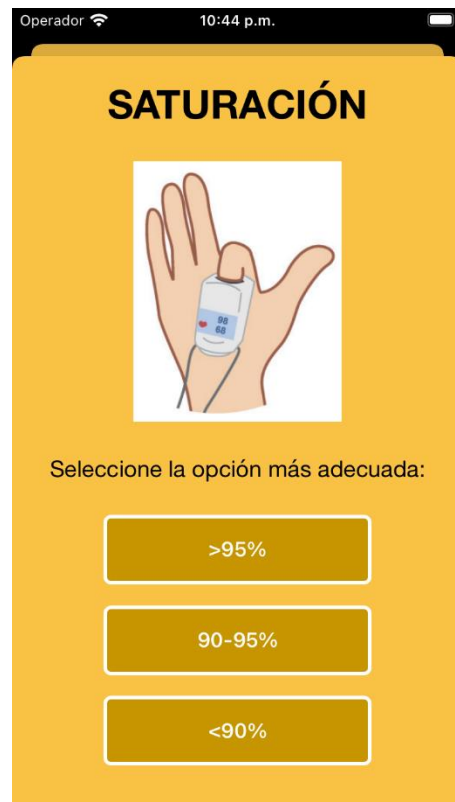 Operador 10:44 p.m.
SATURACIÓN
98
68
Seleccione la opción más adecuada:
>95%
90-95%
<90%